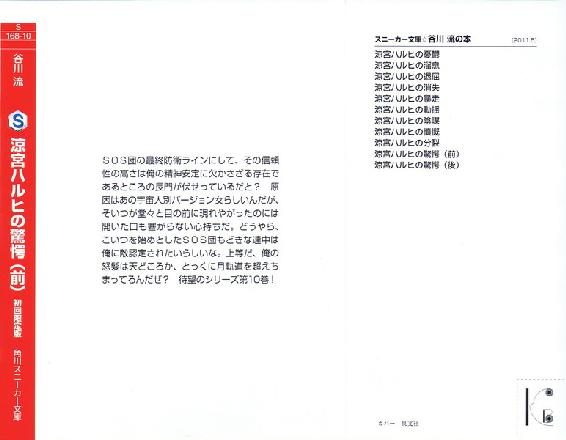 S
168-10
谷川 流
S
涼宮ハルヒの驚愕(前)
初回限定版
角川スニーカー文庫
SOS団の最終防衛ラインにして、その信頼
性の高さは俺の精神安定に欠かさざる存在で
あるところの長門が伏せっているだと? 原
因はあの宇宙人別バージョン女らしいんだが、
そいつが堂々と目の前に現れやがったのには
開いた口も塞がらない心持ちだ。どうやら、
こいつを始めとしたSOS団もどきな連中は
俺に敵認定されたいらしいな。上等だ、俺の
怒髪は天どころか、とっくに月軌道を超えち
まってるんだぜ? 待望のシリーズ第10巻!
スニーカー文庫☆谷川 流の本
涼宮ハルヒの憂鬱
涼宮ハルヒの溜息
涼宮ハルヒの退屈
涼宮ハルヒの消失
涼宮ハルヒの暴走
涼宮ハルヒの動揺
涼宮ハルヒの陰謀
涼宮ハルヒの憤慨
涼宮ハルヒの分裂
涼宮ハルヒの驚愕(前)
涼宮ハルヒの驚愕(後)
カバー 暁文社